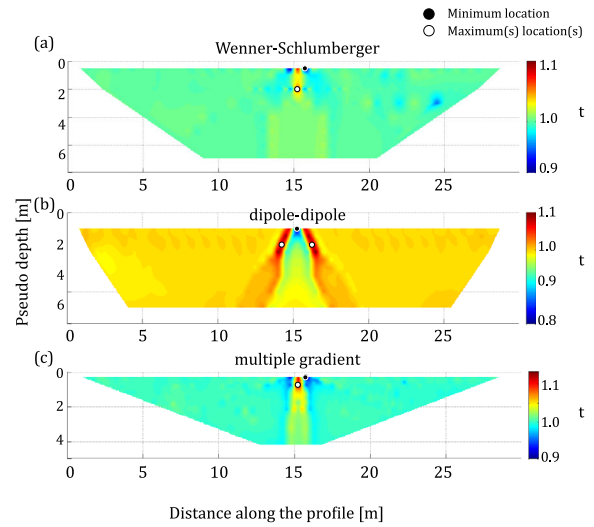 Minimum location
Maximum(s) location(s)
(a)
Wenner-Schlumberger
0
2
4
6
0 5 10 15 20 25
1.1
1.0
0.9
t
(b)
dipole-dipole
0
2
4
6
0 5 10 15 20 25
1.1
1.0
0.9
0.8
t
Pseudo depth [m]
(c)
multiple gradient
0
2
4
0 5 10 15 20 25
1.1
1.0
0.9
t
Distance along the profile [m]